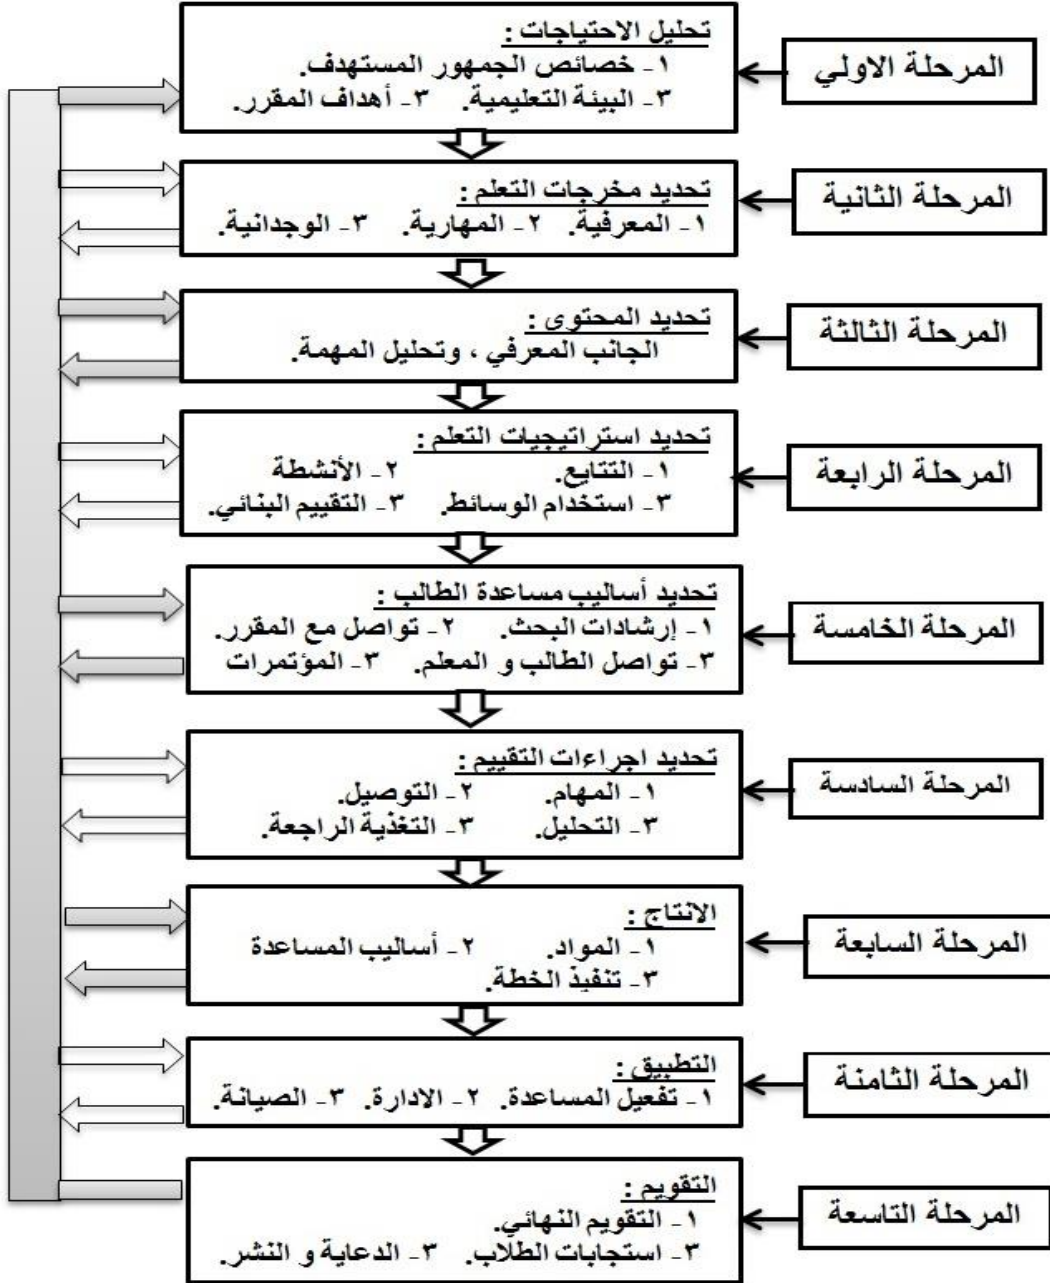 المرحلة الاولي
تحليل الاحتياجات :
١- خصائص الجمهور المستهدف.
٣- البيئة التعليمية. ٣- أهداف المقرر.
المرحلة الثانية
تحديد مخرجات التعلم :
١- المعرفية. ٢- المهارية. ٣- الوجدانية.
المرحلة الثالثة
تحديد المحتوى :
الجانب المعرفي ، وتحليل المهمة.
المرحلة الرابعة
تحديد استراتيجيات التعلم :
١- التتايع. ٢- الأنشطة
٣- استخدام الوسائط. ٣- التقييم البنائي.
المرحلة الخامسة
تحديد أساليب مساعدة الطالب :
١- إرشادات البحث. ٢- تواصل مع المقرر.
٣- تواصل الطالب و المعلم. ٣- المؤتمرات
المرحلة السادسة
تحديد اجراءات التقييم :
١- المهام. ٢- التوصيل.
٣- التحليل. ٣- التغذية الراجعة.
المرحلة السابعة
الانتاج :
١- المواد. ٢- أساليب المساعدة
٣- تنفيذ الخطة.
المرحلة الثامنة
التطبيق :
١- تفعيل المساعدة. ٢- الادارة. ٣- الصيانة.
المرحلة التاسعة
التقويم :
١- التقويم النهائي.
٣- استجابات الطلاب. ٣- الدعاية و النشر.